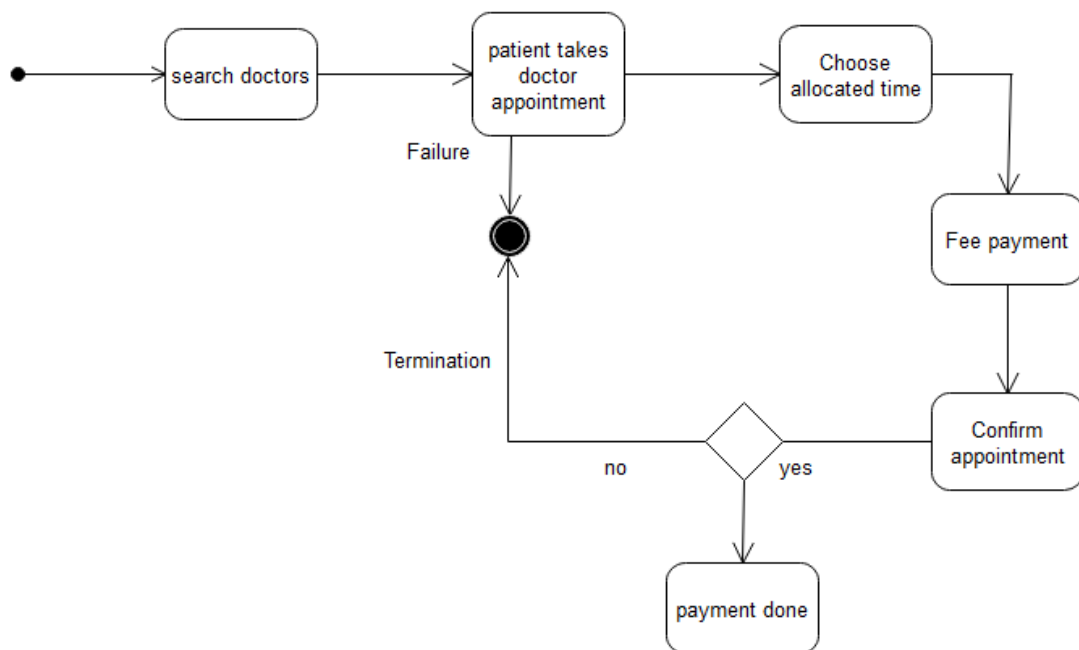 search doctors
patient takes
doctor
appointment
Choose
allocated time
Failure
Fee payment
Termination
Confirm
appointment
no
yes
payment done